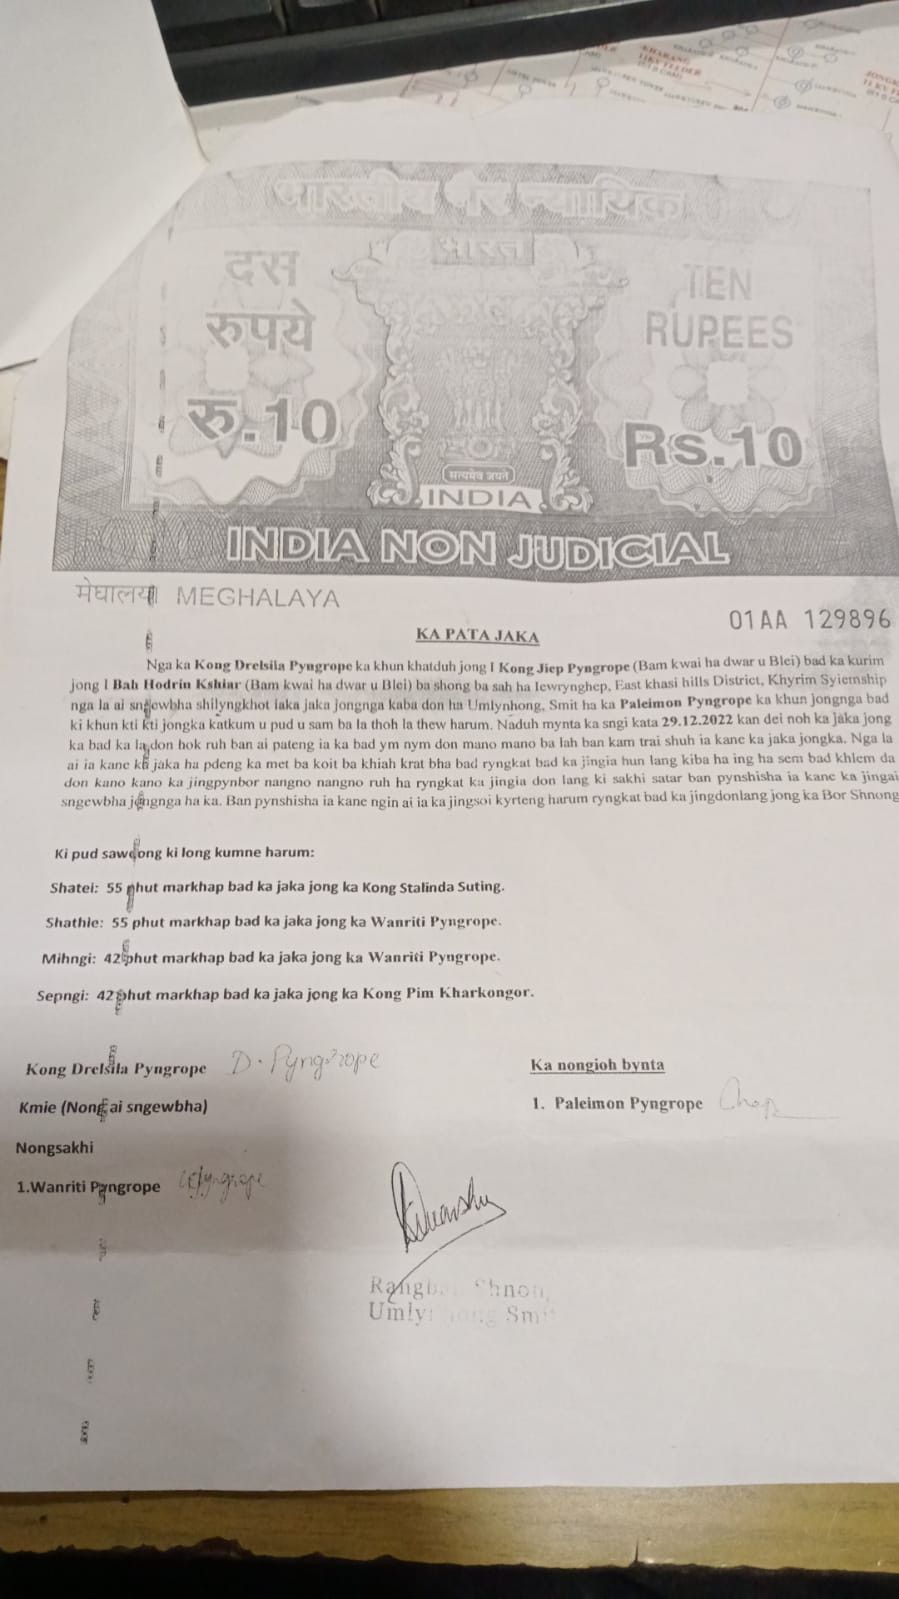 भारतीय गैर न्यायिक
भारत
दस
रुपये
रु.10
TEN
RUPEES
Rs.10
सत्यमेव जयते
INDIA
INDIA NON JUDICIAL
मेघालय MEGHALAYA
01AA 129896
KA PATA JAKA
Nga ka Kong Drelsila Pyngrope ka khun khatduh jong I Kong Jiep Pyngrope (Bam kwai ha dwar u Blei) bad ka kurim
jong I Bah Hodrin Kshiar (Bam kwai ha dwar u Blei) ba shong ba sah ha Iewrynghep, East khasi hills District, Khyrim Syiemship
nga la ai sngewbha shilyngkhot iaka jaka jongnga kaba don ha Umlynhong, Smit ha ka Paleimon Pyngrope ka khun jongnga bad
ki khun kti kti jongka katkum u pud u sam ba la thoh la thew harum. Naduh mynta ka sngi kata 29.12.2022 kan dei noh ka jaka jong
ka bad ka la don hok ruh ban ai pateng ia ka bad ym nym don mano mano ba lah ban kam trai shuh ia kane ka jaka jongka. Nga la
ai ia kane ka jaka ha pdeng ka met ba koit ba khiah krat bha bad ryngkat bad ka jingia hun lang kiba ha ing ha sem bad khlem da
don kano kano ka jingpynbor nangno nangno ruh ha ryngkat ka jingia don lang ki sakhi satar ban pynshisha ia kane ka jingai
sngewbha jongnga ha ka. Ban pynshisha ia kane ngin ai ia ka jingsoi kyrteng harum ryngkat bad ka jingdonlang jong ka Bor Shnong
Ki pud sawdong ki long kumne harum:
Shatei: 55 phut markhap bad ka jaka jong ka Kong Stalinda Suting.
Shathie: 55 phut markhap bad ka jaka jong ka Wanriti Pyngrope.
Mihngi: 42 phut markhap bad ka jaka jong ka Wanriti Pyngrope.
Sepngi: 42 phut markhap bad ka jaka jong ka Kong Pim Kharkongor.
Kong Drelsila Pyngrope D. Pyngrope
Kmie (Nong ai sngewbha)
Nongsakhi
1.Wanriti Pyngrope
Ka nongioh bynta
1. Paleimon Pyngrope
Umlynhong Smit